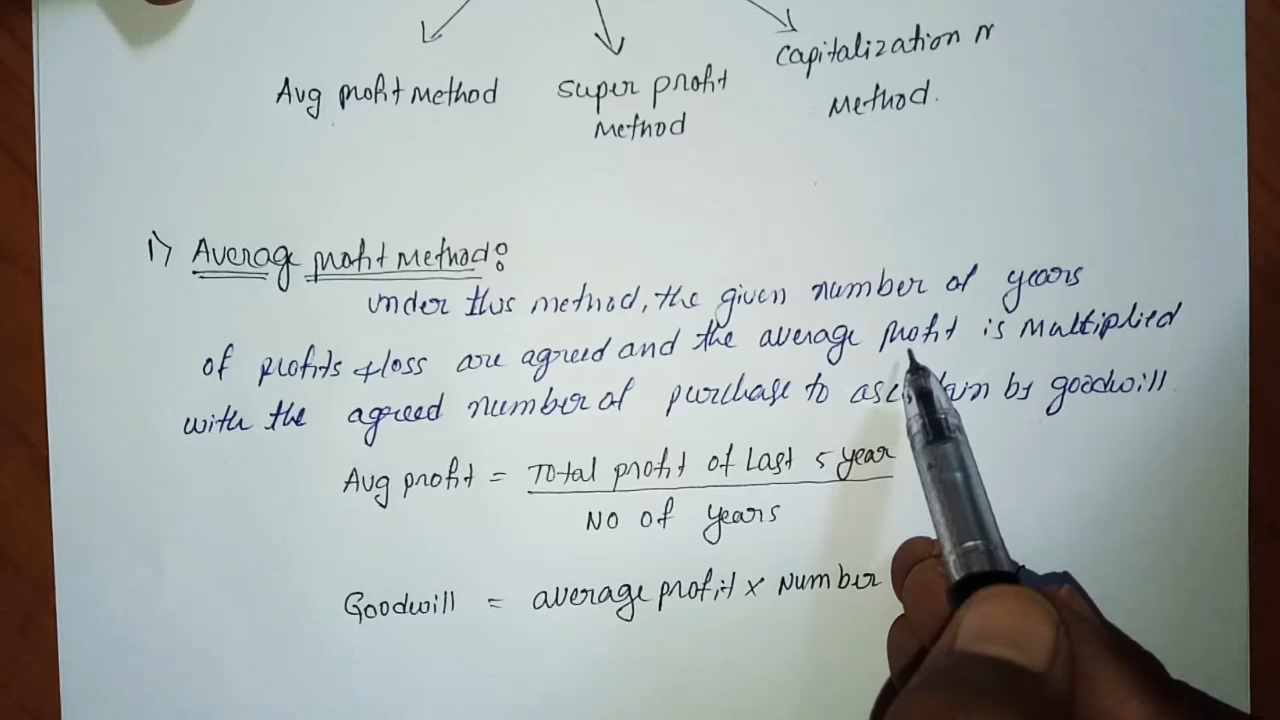 Avg profit Method
Super profit
Method
Capitalization
Method.
1) Average profit Method:
Under this method, the given number of years
of profits & loss are agreed and the average profit is Multiplied
with the agreed number of purchase to by goodwill
Avg profit = Total profit of Last 5 year
No of years
Goodwill = average profit x Number